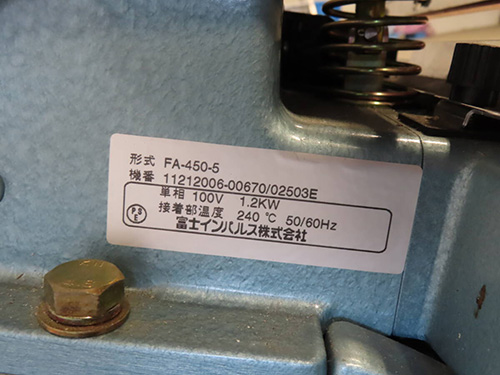 形式 FA-450-5
機番 11212006-00670/02503E
単相 100V 1.2KW
接着部温度 240 ℃ 50/60Hz
富士インパルス株式会社